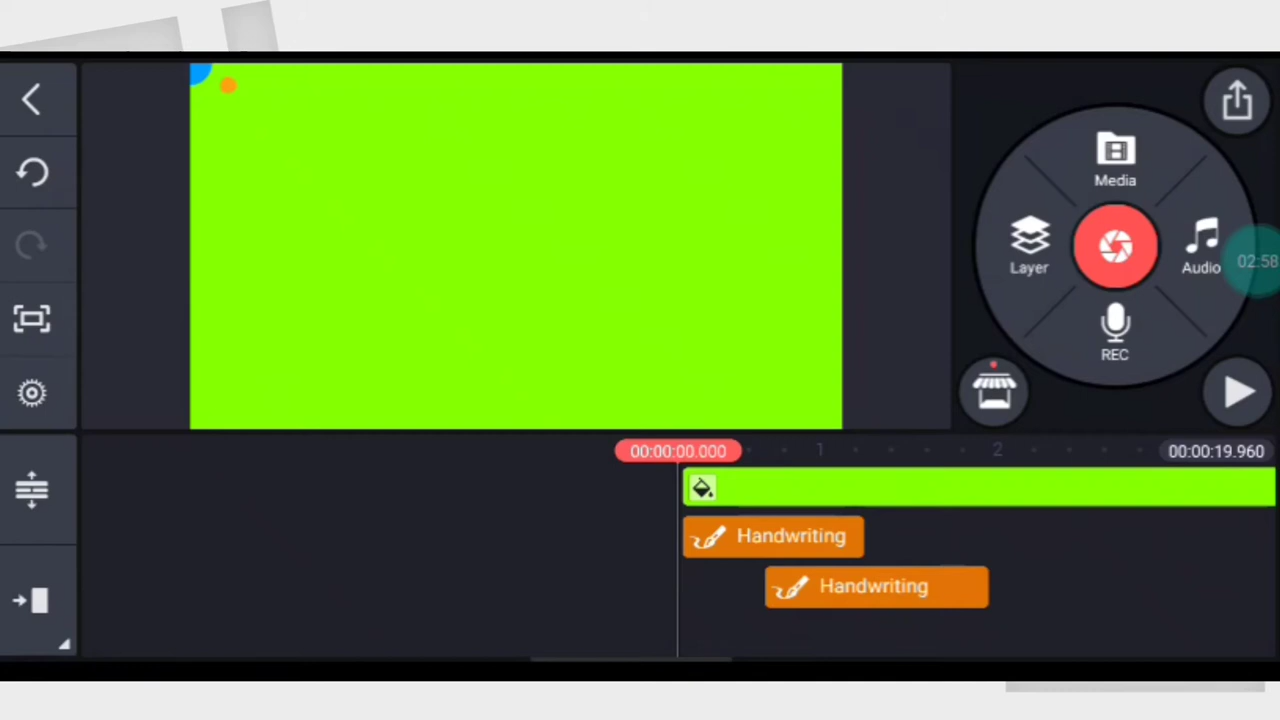 Media
Layer
Audio
02:58
REC
00:00:00.000
1
2
00:00:19.960
Handwriting
Handwriting